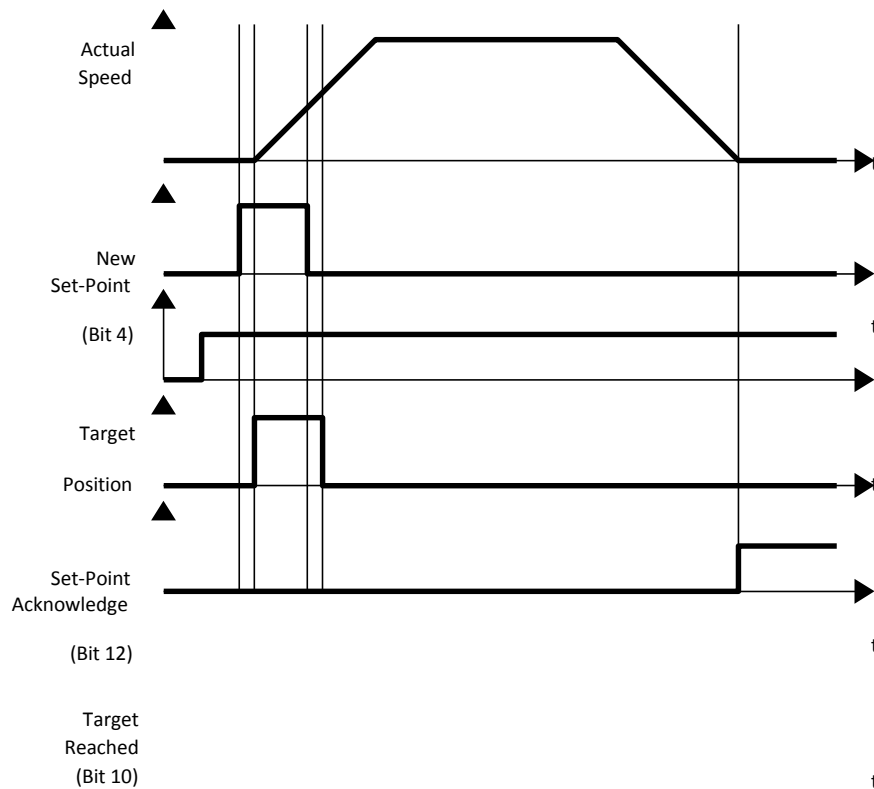 Actual
Speed
t
New
Set-Point
(Bit 4)
t
Target
Position
t
Set-Point
Acknowledge
(Bit 12)
t
Target
Reached
(Bit 10)
t